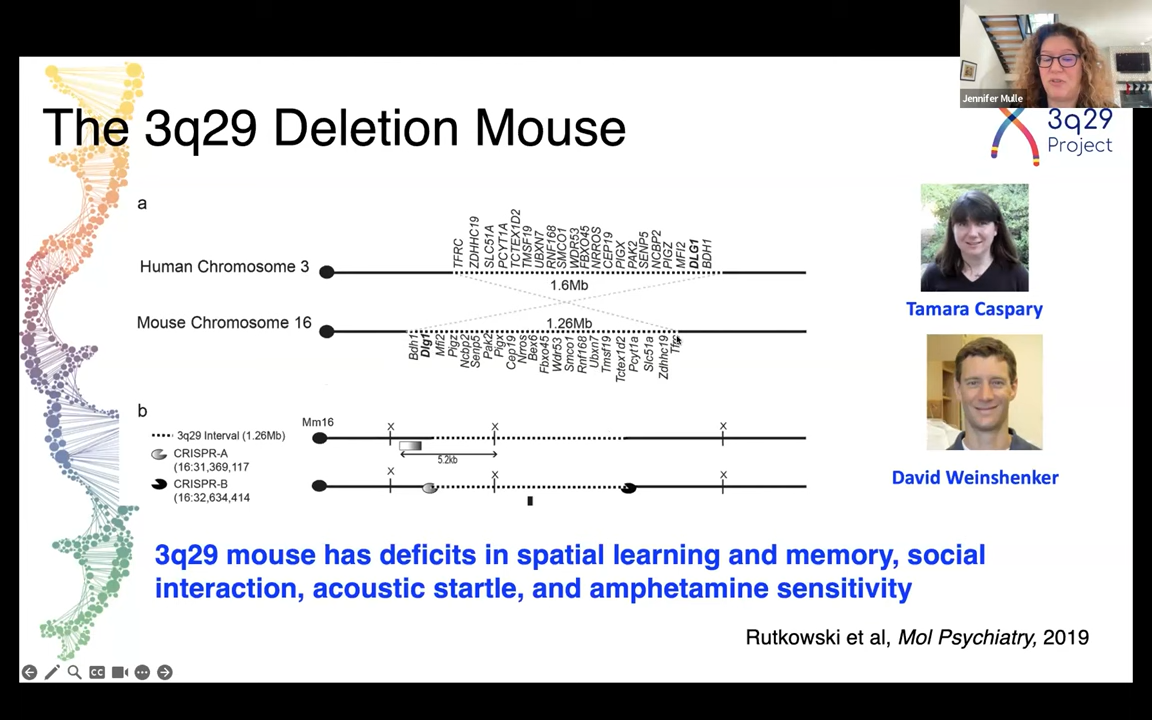 Jennifer Mulle
The 3q29 Deletion Mouse
3q29
Project
a
TFRC
ZDHHC19
SLC51A
PCYT1A
TCTEX1D2
TMSF19
UBXN7
RNF168
SMCO1
WDR53
FBXO45
NRROS
CEP19
PIGX
PAK2
SENP5
NCBP2
PIGZ
MFI2
DLG1
BDH1
Human Chromosome 3
1.6Mb
Mouse Chromosome 16
1.26Mb
Bdh1
Dlg1
Mfi2
Pigz
Ncbp2
Senp5
Pak2
Pigx
Cep19
Nrros
Bex6
Fbxo45
Wdr53
Smco1
Rnf168
Ubxn7
Tmsf19
Tctex1d2
Pcyt1a
Slc51a
Zdhhc19
Tamara Caspary
b
Mm16
x x x
3q29 Interval (1.26Mb)
CRISPR-A
(16:31,369,117
5.2kb
x x x
CRISPR-B
(16:32,634,414
David Weinshenker
3q29 mouse has deficits in spatial learning and memory, social
interaction, acoustic startle, and amphetamine sensitivity
Rutkowski et al, Mol Psychiatry, 2019
CC